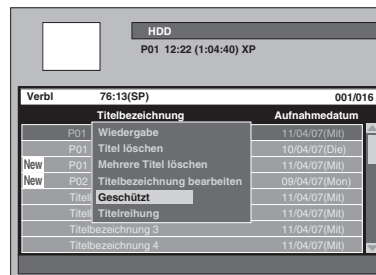 HDD
P01 12:22 (1:04:40) XP
Verbl 76:13(SP) 001/016
Titelbezeichnung Aufnahmedatum
P01 Wiedergabe 11/04/07(Mit)
P01 Titel löschen 10/04/07(Die)
New P01 Mehrere Titel löschen 11/04/07(Mit)
New P02 Titelbezeichnung bearbeiten 09/04/07(Mon)
Titell Geschützt 11/04/07(Mit)
Titell Titelreihung 11/04/07(Mit)
Titelbezeichnung 3 11/04/07(Mit)
Titelbezeichnung 4 11/04/07(Mit)